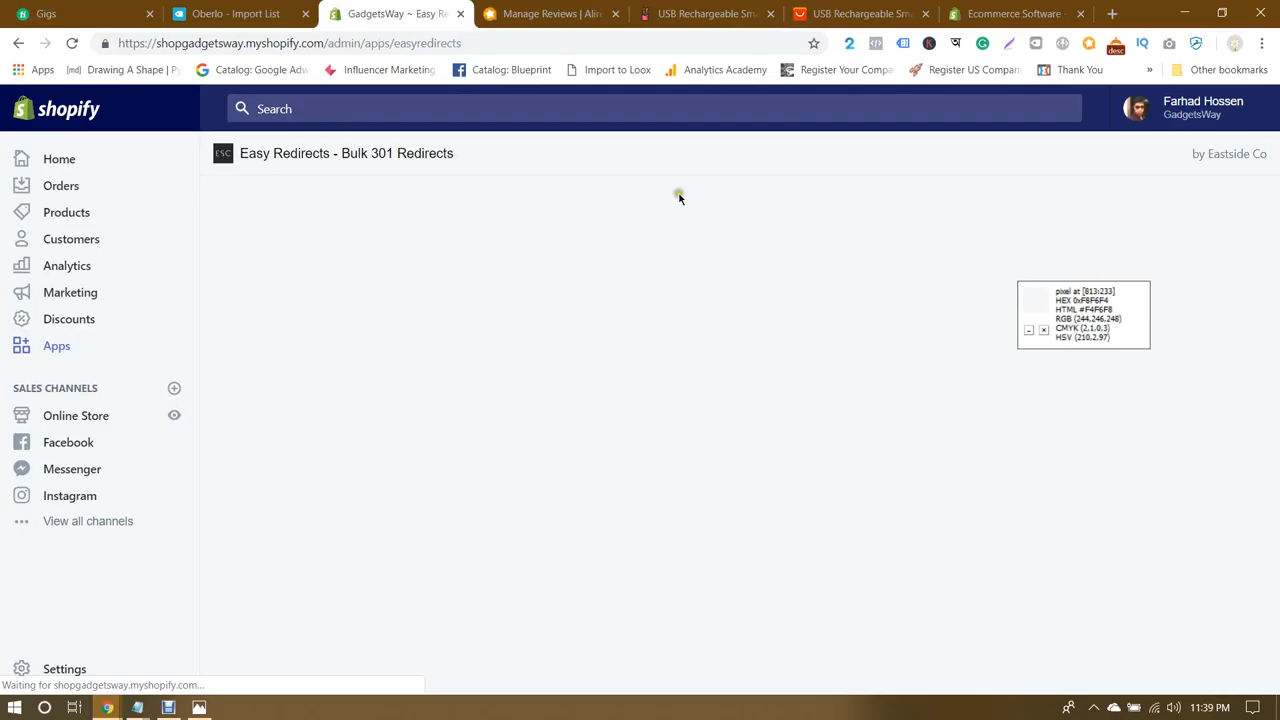 Gigs
Oberlo - Import List
GadgetsWay ~ Easy Re
Manage Reviews | Alire
USB Rechargeable Sma
USB Rechargeable Sma
Ecommerce Software -
https://shopgadgetsway.myshopify.com/admin/apps/easyredirects
Apps
Drawing A Shape | Py
Catalog: Google Adw
Influencer Marketing
Catalog: Blueprint
Import to Loox
Analytics Academy
Register Your Compa
Register US Compan
Thank You
»
Other bookmarks
shopify
Search
Farhad Hossen
GadgetsWay
ESC
Easy Redirects - Bulk 301 Redirects
by Eastside Co
Home
Orders
Products
Customers
Analytics
Marketing
Discounts
Apps
SALES CHANNELS
Online Store
Facebook
Messenger
Instagram
View all channels
Settings
pixel at [813:233]
HEX 0xF8F6F4
HTML #F4F6F8
RGB (244,246,248)
CMYK (2,1,0,3)
HSV (210,2,97)
Waiting for shopgadgetsway.myshopify.com...
11:39 PM